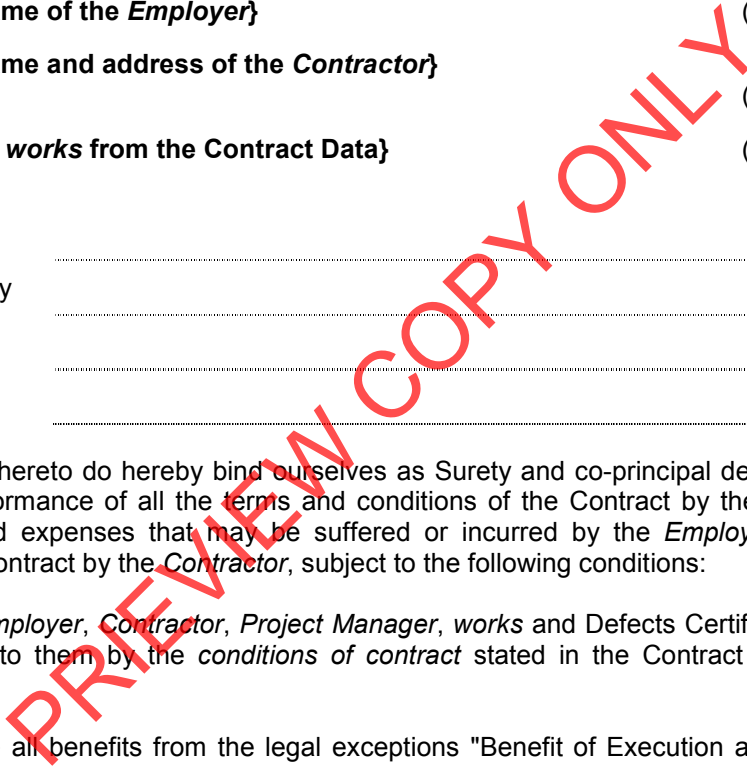 me of the Employer} (
me and address of the Contractor}
(
works from the Contract Data} (
y
hereto do hereby bind ourselves as Surety and co-principal de
ormance of all the terms and conditions of the Contract by the
d expenses that may be suffered or incurred by the Employ
ontract by the Contractor, subject to the following conditions:
mployer, Contractor, Project Manager, works and Defects Certif
to them by the conditions of contract stated in the Contract
all benefits from the legal exceptions "Benefit of Execution a
PRIEVIEW COPY ONLY